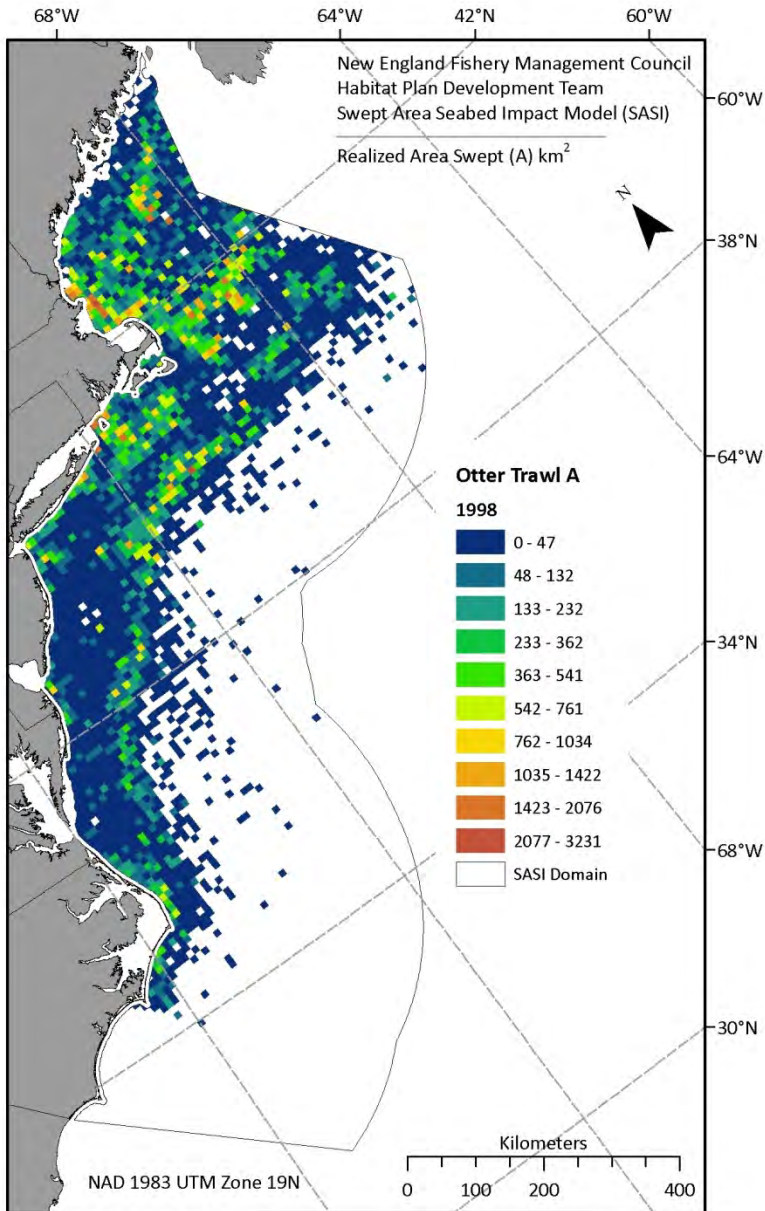 68°W 64°W 42°N 60°W
New England Fishery Management Council
Habitat Plan Development Team
Swept Area Seabed Impact Model (SASI)
Realized Area Swept (A) km²
60°W
N
38°N
64°W
Otter Trawl A
1998
0 - 47
48 - 132
133 - 232
233 - 362
363 - 541
542 - 761
762 - 1034
1035 - 1422
1423 - 2076
2077 - 3231
SASI Domain
34°N
68°W
30°N
Kilometers
0 100 200 400
NAD 1983 UTM Zone 19N